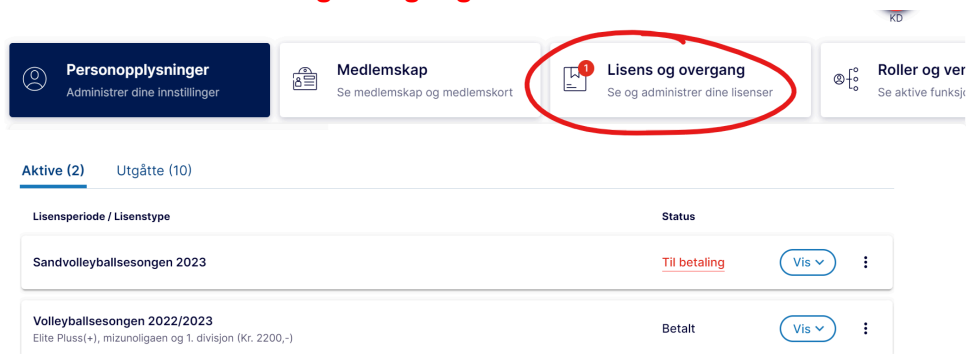 KD
Personopplysninger
Administrer dine innstillinger
Medlemskap
Se medlemskap og medlemskort
1
Lisens og overgang
Se og administrer dine lisenser
Roller og ver
Se aktive funksjo
Aktive (2)
Utgåtte (10)
Lisensperiode / Lisenstype
Status
Sandvolleyballsesongen 2023
Til betaling
Vis
Volleyballsesongen 2022/2023
Elite Pluss(+), mizunoligaen og 1. divisjon (Kr. 2200,-)
Betalt
Vis